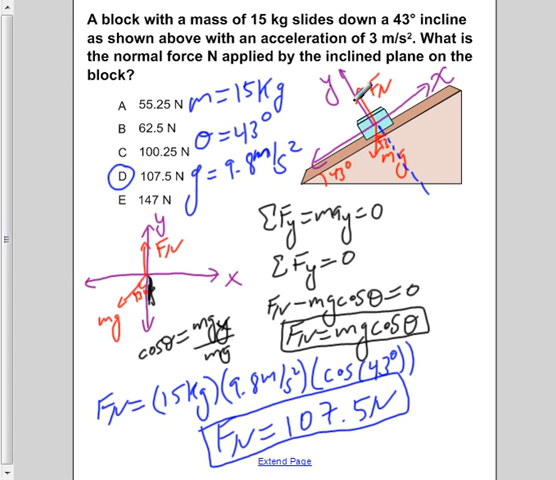 A block with a mass of 15 kg slides down a 43° incline
as shown above with an acceleration of 3 m/s². What is
the normal force N applied by the inclined plane on the
block?
A 55.25 N
B 62.5 N
C 100.25 N
D 107.5 N
E 147 N
m=15Kg
θ=43°
g=9.8m/s²
y
FN
x
43°
mg
y
FN
x
mg
ΣFy=may=0
ΣFy=0
FN-mgcosθ=0
FN=mgcosθ
cosθ=mgy/mg
FN=(15Kg)(9.8m/s²)(cos(43°))
FN=107.5N
Extend Page